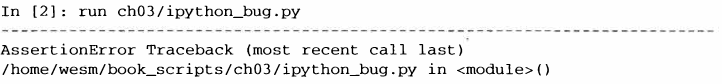 In [2]: run ch03/ipython_bug.py
---------------------------------------------------------------------------
AssertionError Traceback (most recent call last)
/home/wesm/book_scripts/ch03/ipython_bug.py in <module>()